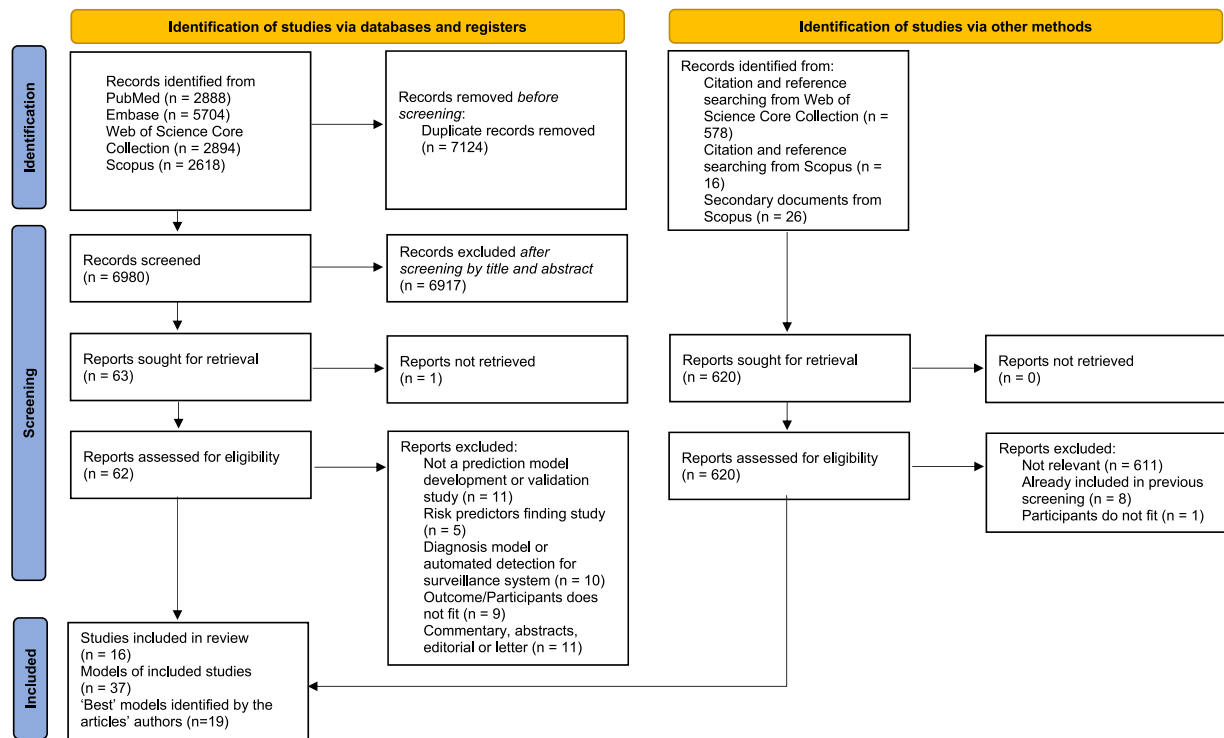 Identification of studies via databases and registers
Identification of studies via other methods
Identification
Records identified from
PubMed (n = 2888)
Embase (n = 5704)
Web of Science Core
Collection (n = 2894)
Scopus (n = 2618)
Records removed before
screening:
Duplicate records removed
(n = 7124)
Records identified from:
Citation and reference
searching from Web of
Science Core Collection (n =
578)
Citation and reference
searching from Scopus (n =
16)
Secondary documents from
Scopus (n = 26)
Screening
Records screened
(n = 6980)
Records excluded after
screening by title and abstract
(n = 6917)
Reports sought for retrieval
(n = 63)
Reports not retrieved
(n = 1)
Reports sought for retrieval
(n = 620)
Reports not retrieved
(n = 0)
Reports assessed for eligibility
(n = 62)
Reports excluded:
Not a prediction model
development or validation
study (n = 11)
Risk predictors finding study
(n = 5)
Diagnosis model or
automated detection for
surveillance system (n = 10)
Outcome/Participants does
not fit (n = 9)
Commentary, abstracts,
editorial or letter (n = 11)
Reports assessed for eligibility
(n = 620)
Reports excluded:
Not relevant (n = 611)
Already included in previous
screening (n = 8)
Participants do not fit (n = 1)
Included
Studies included in review
(n = 16)
Models of included studies
(n = 37)
‘Best’ models identified by the
articles’ authors (n=19)